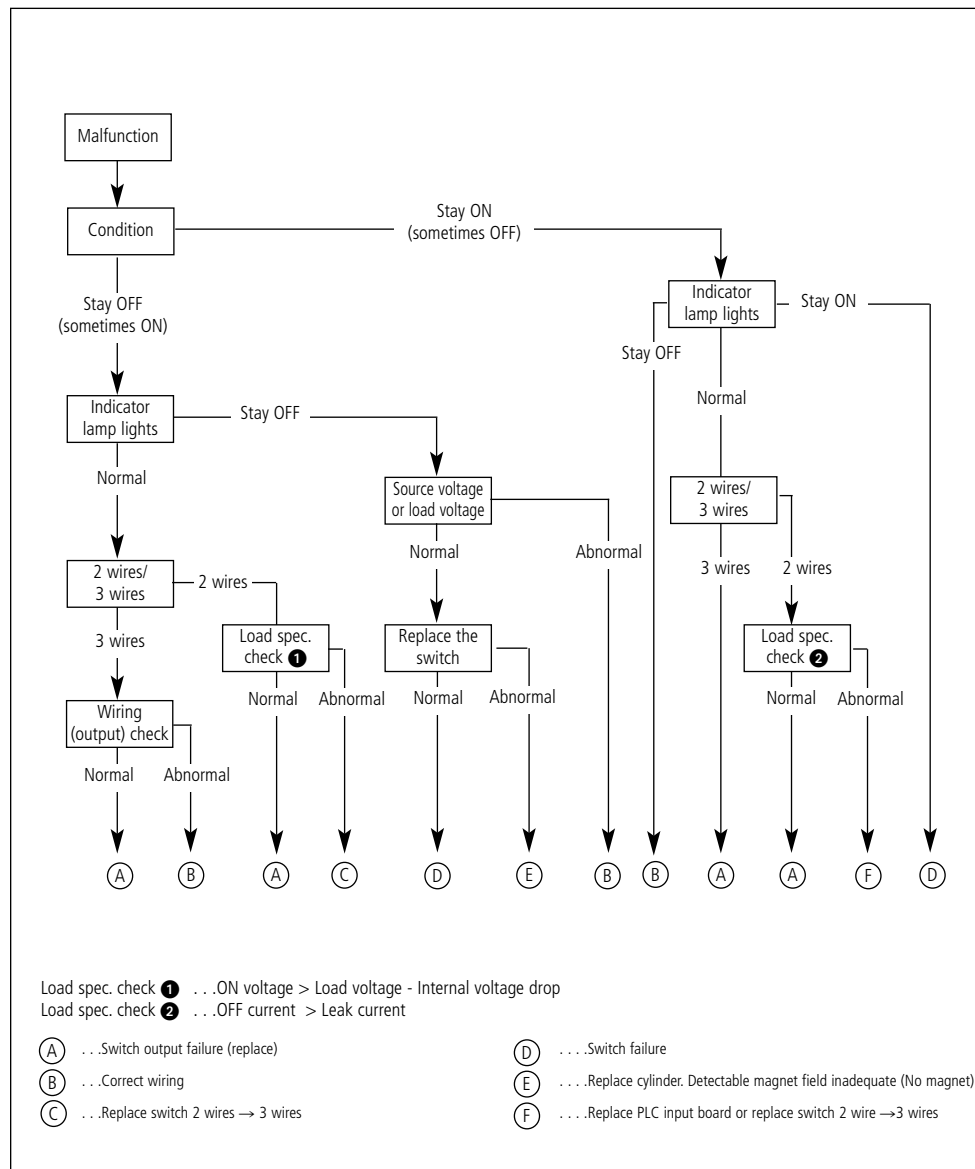 Malfunction
Condition
Stay ON
(sometimes OFF)
Stay OFF
(sometimes ON)
Indicator
lamp lights
Stay ON
Stay OFF
Normal
Indicator
lamp lights
Stay OFF
Normal
Source voltage
or load voltage
Normal
Abnormal
2 wires/
3 wires
3 wires
2 wires
2 wires/
3 wires
2 wires
3 wires
Load spec.
check ❶
Normal
Abnormal
Replace the
switch
Normal
Abnormal
Load spec.
check ❷
Normal
Abnormal
Wiring
(output) check
Normal
Abnormal
A B A C D E B B A A F D
Load spec. check ❶ . . .ON voltage > Load voltage - Internal voltage drop
Load spec. check ❷ . . .OFF current > Leak current
A . . .Switch output failure (replace)
B . . .Correct wiring
C . . .Replace switch 2 wires → 3 wires
D . . . .Switch failure
E . . . .Replace cylinder. Detectable magnet field inadequate (No magnet)
F . . . .Replace PLC input board or replace switch 2 wire →3 wires